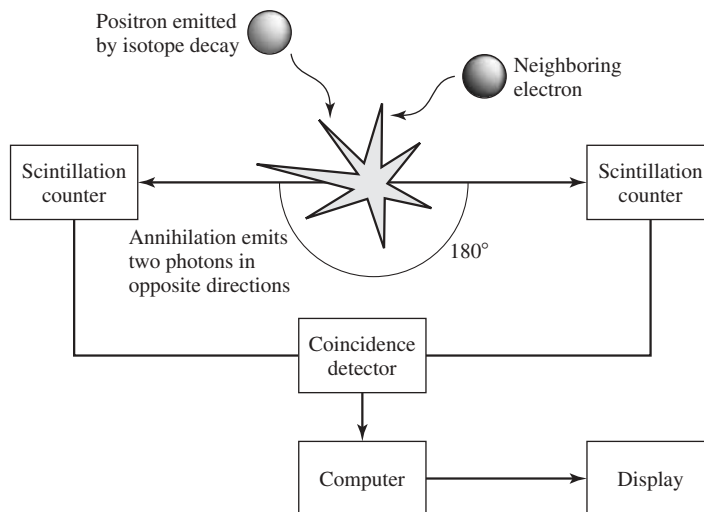 Positron emitted
by isotope decay
Neighboring
electron
Scintillation
counter
Scintillation
counter
Annihilation emits
two photons in
opposite directions
180°
Coincidence
detector
Computer
Display